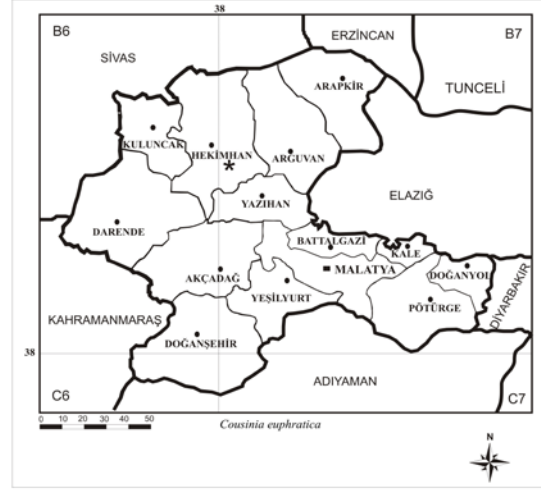 38
B6
B7
ERZİNCAN
SİVAS
ARAPKİR
TUNCELİ
KULUNCAK
HEKİMHAN
*
ARGUVAN
ELAZIĞ
YAZIHAN
DARENDE
BATTALGAZİ
KALE
AKÇADAĞ
MALATYA
DOĞANYOL
YEŞİLYURT
PÖTÜRGE
DİYARBAKIR
KAHRAMANMARAŞ
DOĞANŞEHİR
38
ADIYAMAN
C6
C7
0 10 20 30 40 50
Cousinia euphratica
N